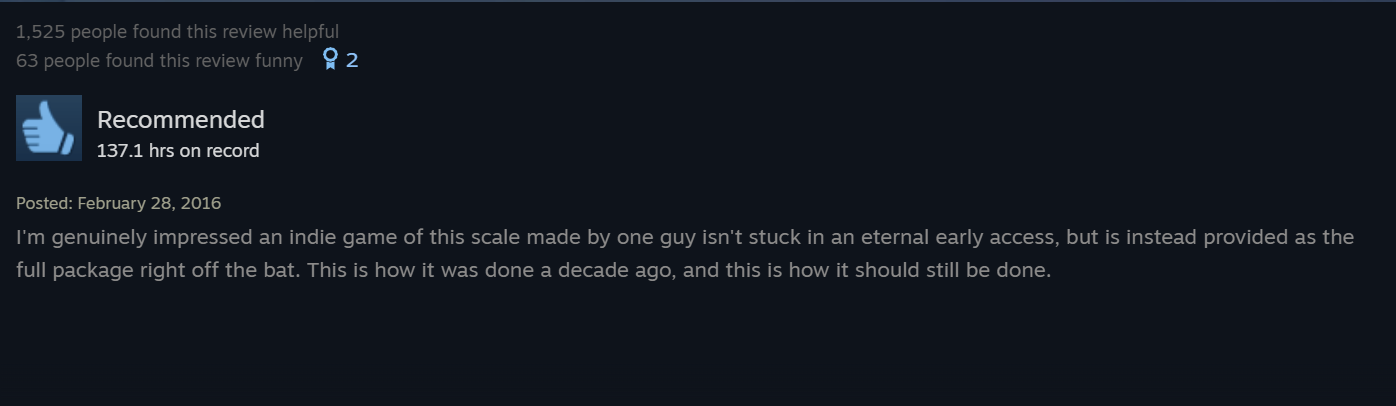 1,525 people found this review helpful
63 people found this review funny 2
Recommended
137.1 hrs on record
Posted: February 28, 2016
I'm genuinely impressed an indie game of this scale made by one guy isn't stuck in an eternal early access, but is instead provided as the
full package right off the bat. This is how it was done a decade ago, and this is how it should still be done.